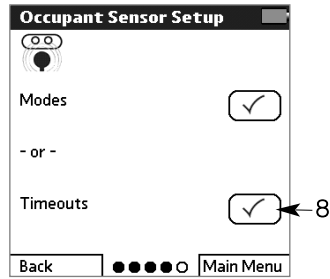 Occupant Sensor Setup
Modes
- or -
Timeouts
8
Back
Main Menu